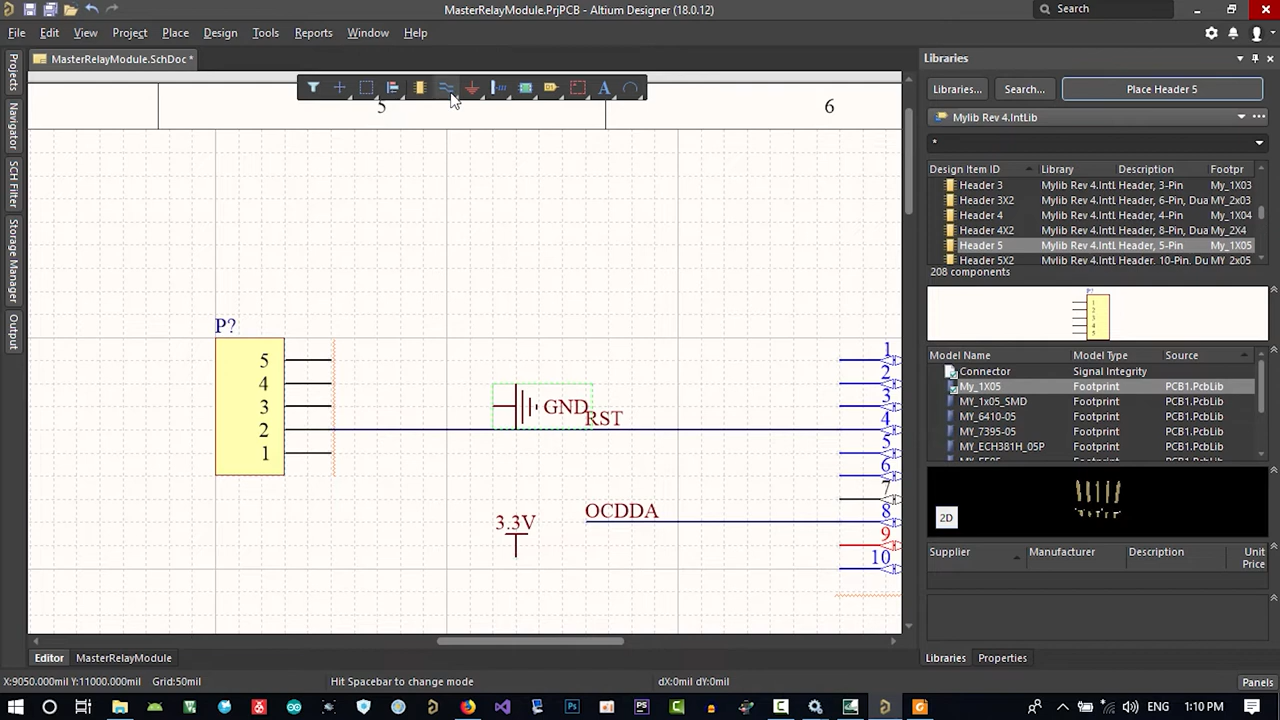 MasterRelayModule.PrjPCB - Altium Designer (18.0.12)
Search
File Edit View Project Place Design Tools Reports Window Help
MasterRelayModule.SchDoc *
Projects
Navigator
SCH Filter
Storage Manager
Output
5 6
P?
5
4
3
2
1
GND
RST
OCDDA
3.3V
1
2
3
4
5
6
7
8
9
10
Libraries
Libraries... Search... Place Header 5
Mylib Rev 4.IntLib
*
Design Item ID Library Description Footpr
Header 3 Mylib Rev 4.IntL Header, 3-Pin My_1X03
Header 3X2 Mylib Rev 4.IntL Header, 6-Pin, Dua My_2x03
Header 4 Mylib Rev 4.IntL Header, 4-Pin My_1X04
Header 4X2 Mylib Rev 4.IntL Header, 8-Pin, Dua My_2X4
Header 5 Mylib Rev 4.IntL Header, 5-Pin My_1X05
Header 5X2 Mylib Rev 4.IntL Header, 10-Pin, Du My_2x05
208 components
P?
1
2
3
4
5
Model Name Model Type Source
Connector Signal Integrity
My_1X05 Footprint PCB1.PcbLib
MY_1x05_SMD Footprint PCB1.PcbLib
MY_6410-05 Footprint PCB1.PcbLib
MY_7395-05 Footprint PCB1.PcbLib
MY_ECH381H_05P Footprint PCB1.PcbLib
Footprint PCB1.PcbLib
2D
Supplier Manufacturer Description Unit Price
Editor MasterRelayModule
Libraries Properties
X:9050.000mil Y:11000.000mil Grid:50mil Hit Spacebar to change mode dX:0mil dY:0mil Panels
ENG 1:10 PM